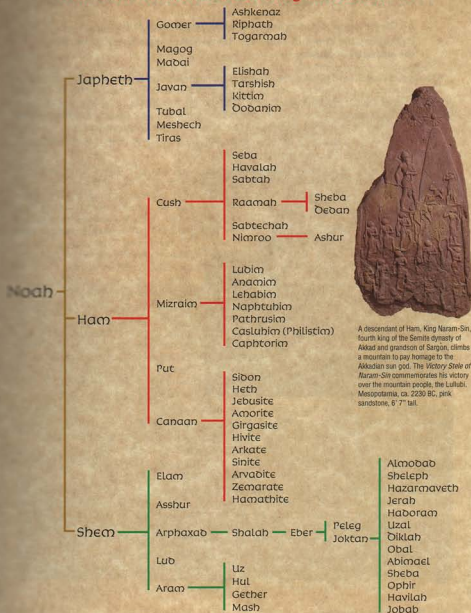 Noah
Japheth
Gomer
Ashkenaz
Riphath
Togarmah
Magog
Madai
Javan
Elishah
Tarshish
Kittim
Dodanim
Tubal
Meshech
Tiras
Ham
Cush
Seba
Havalah
Sabtah
Raamah
Sheba
Dedan
Sabtechah
Nimrod
Ashur
Mizraim
Ludim
Anamim
Lehabim
Naphtuhim
Pathrusim
Casluhim (Philistim)
Caphtorim
Put
Canaan
Sidon
Heth
Jebusite
Amorite
Girgasite
Hivite
Arkate
Sinite
Arvadite
Zemarate
Hamathite
Shem
Elam
Asshur
Arphaxad
Shalah
Eber
Peleg
Joktan
Almodad
Sheleph
Hazarmaveth
Jerah
Hadoram
Uzal
Diklah
Obal
Abimael
Sheba
Ophir
Havilah
Jobab
Lud
Aram
Uz
Hul
Gether
Mash
A descendant of Ham, King Naram-Sin,
fourth king of the Semite dynasty of
Akkad and grandson of Sargon, climbs
a mountain to pay homage to the
Akkadian sun god. The Victory Stele of
Naram-Sin commemorates his victory
over the mountain people, the Lullubi.
Mesopotamia, ca. 2230 BC, pink
sandstone, 6' 7" tall.